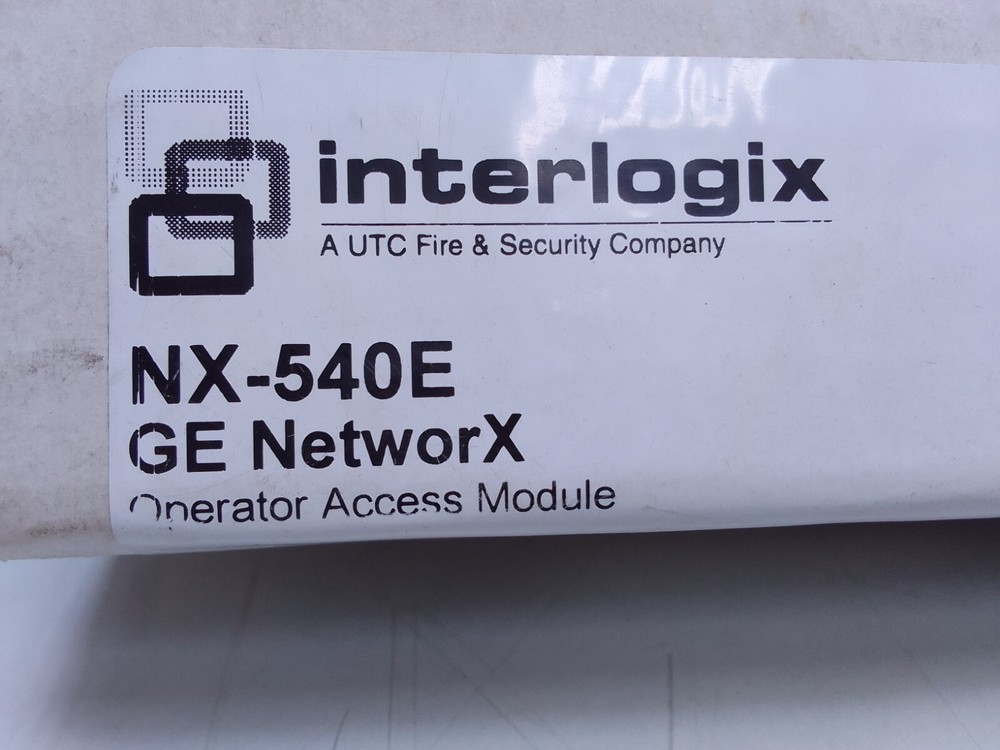 interlogix
A UTC Fire & Security Company
NX-540E
GE NetworX
Operator Access Module